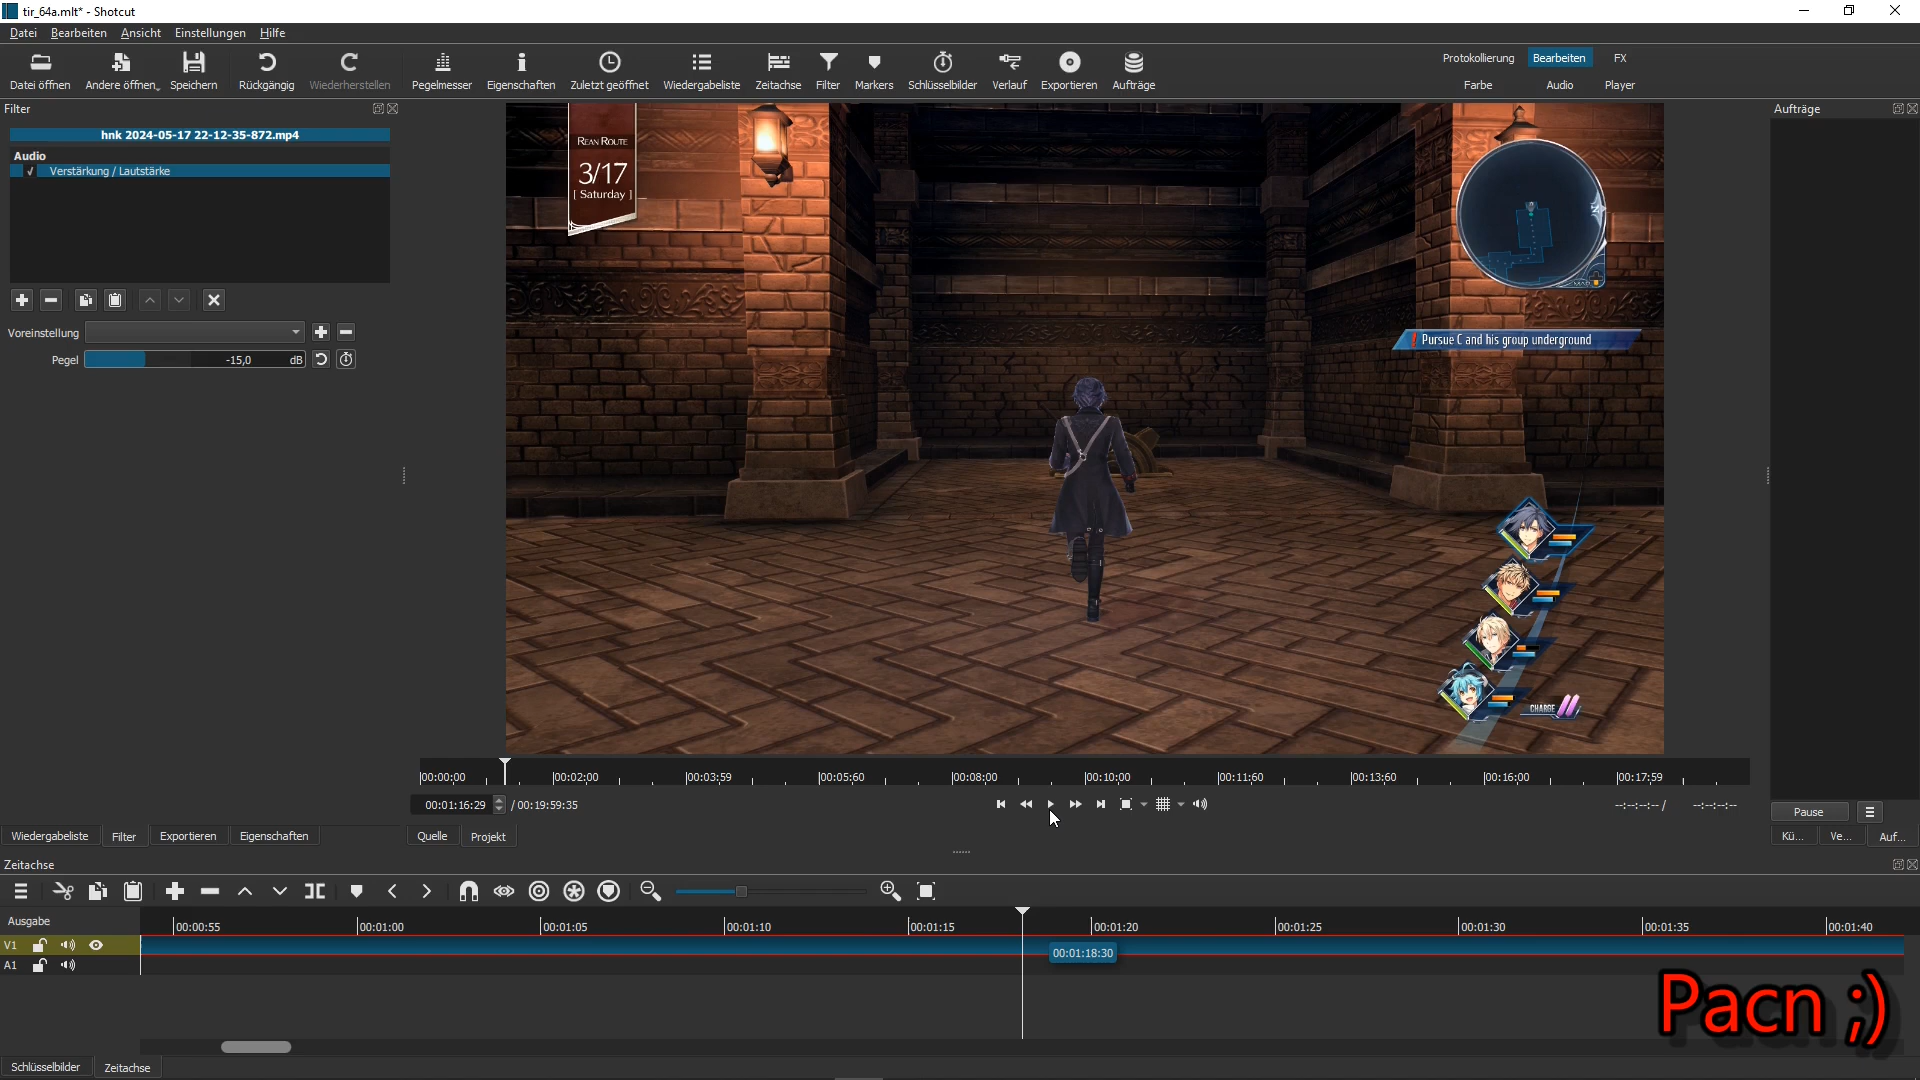 tir_64a.mlt* - Shotcut
Datei Bearbeiten Ansicht Einstellungen Hilfe
Datei öffnen Andere öffnen Speichern Rückgängig Wiederherstellen Pegelmesser Eigenschaften Zuletzt geöffnet Wiedergabeliste Zeitachse Filter Markers Schlüsselbilder Verlauf Exportieren Aufträge
Protokollierung Bearbeiten FX
Farbe Audio Player
Filter
Aufträge
hnk 2024-05-17 22-12-35-872.mp4
Audio
Verstärkung / Lautstärke
Voreinstellung
Pegel -15,0 dB
REAN ROUTE
3/17
[ Saturday ]
N
MAP
! Pursue C and his group underground
CHARGE
00:00:00 00:02:00 00:03:59 00:05:60 00:08:00 00:10:00 00:11:60 00:13:60 00:16:00 00:17:59
00:01:16:29 / 00:19:59:35
--:--:--:-- / --:--:--:--
Pause
Wiedergabeliste Filter Exportieren Eigenschaften
Quelle Projekt
Kü... Ve... Auf...
Zeitachse
Ausgabe
00:00:55 00:01:00 00:01:05 00:01:10 00:01:15 00:01:20 00:01:25 00:01:30 00:01:35 00:01:40
V1
00:01:18:30
A1
Pacn ;)
Schlüsselbilder Zeitachse